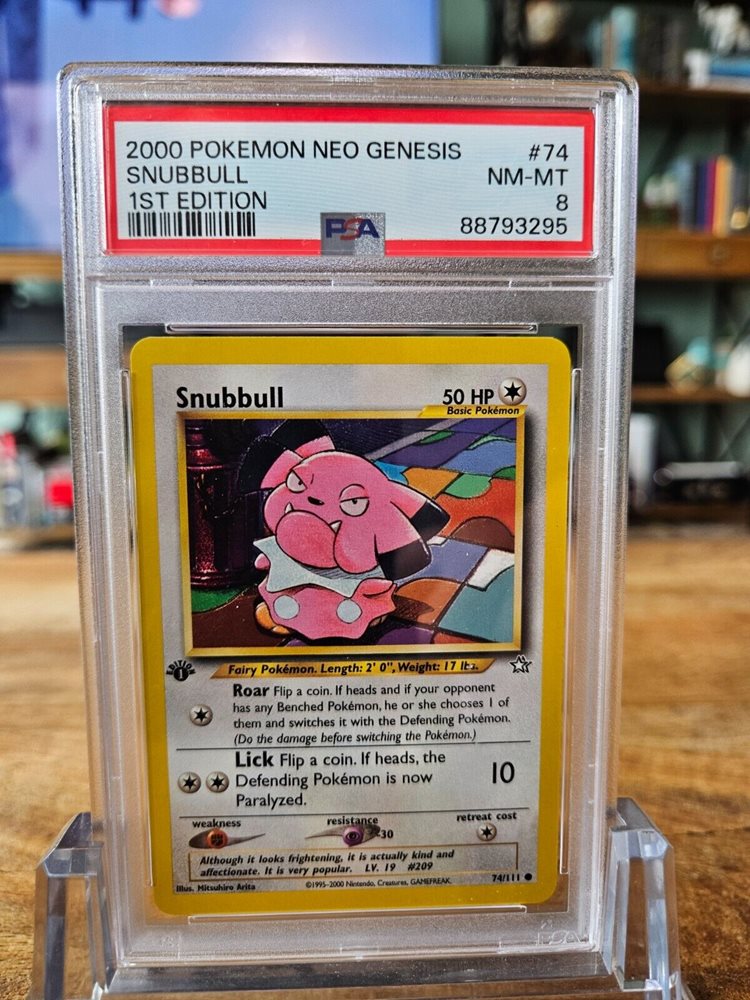 2000 POKEMON NEO GENESIS #74
SNUBBULL NM-MT
1ST EDITION 8
PSA 88793295
Snubbull 50 HP
Basic Pokémon
EDITION 1
Fairy Pokémon. Length: 2' 0", Weight: 17 lbs.
Roar Flip a coin. If heads and if your opponent
has any Benched Pokémon, he or she chooses 1 of
them and switches it with the Defending Pokémon.
(Do the damage before switching the Pokémon.)
Lick Flip a coin. If heads, the
Defending Pokémon is now 10
Paralyzed.
weakness resistance retreat cost
-30
Although it looks frightening, it is actually kind and
affectionate. It is very popular. LV. 19 #209
Illus. Mitsuhiro Arita ©1995-2000 Nintendo, Creatures, GAMEFREAK. 74/111
PSA